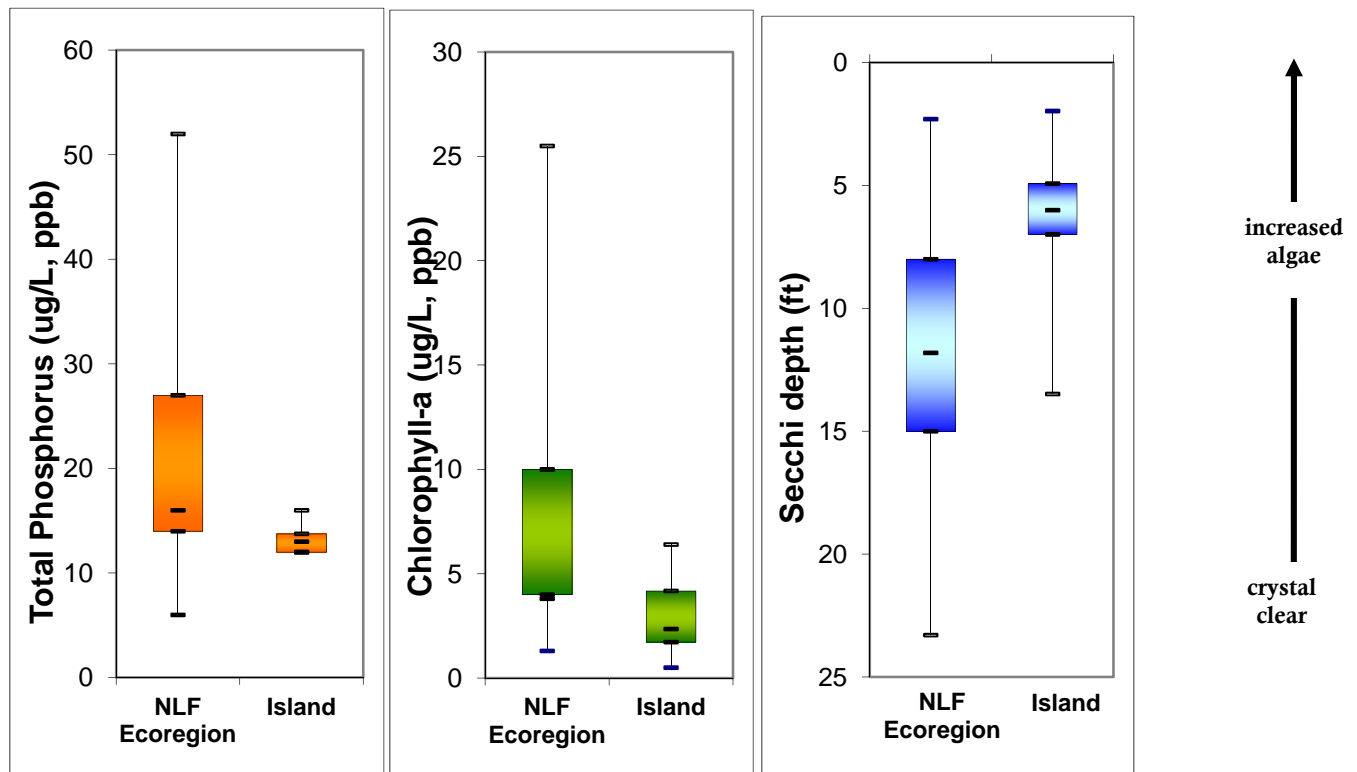 Total Phosphorus (ug/L, ppb)
60
50
40
30
20
10
0
NLF
Ecoregion
Island
Chlorophyll-a (ug/L, ppb)
30
25
20
15
10
5
0
NLF
Ecoregion
Island
Secchi depth (ft)
0
5
10
15
20
25
NLF
Ecoregion
Island
increased
algae
crystal
clear